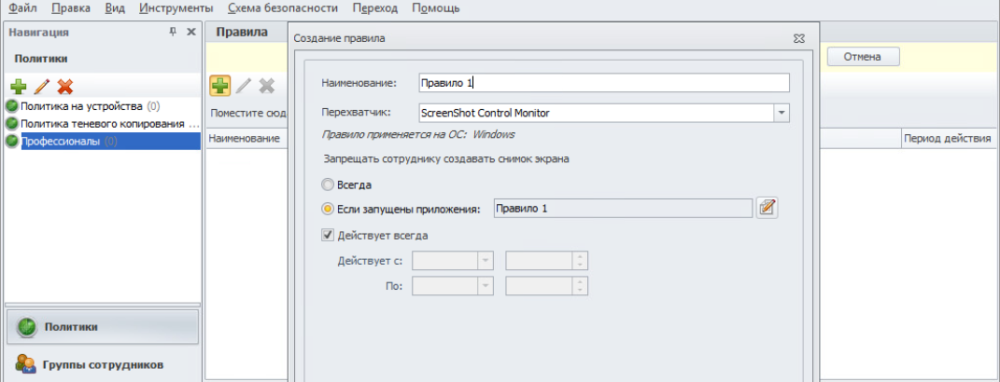 Файл Правка Вид Инструменты Схема безопасности Переход Помощь
Навигация
Политики
Политика на устройства (0)
Политика теневого копирования ...
Профессионалы (0)
Политики
Группы сотрудников
Правила
Отмена
Поместите сюд
Наименование
Период действия
Создание правила
Наименование: Правило 1
Перехватчик: ScreenShot Control Monitor
Правило применяется на ОС: Windows
Запрещать сотруднику создавать снимок экрана
Всегда
Если запущены приложения: Правило 1
Действует всегда
Действует с:
По: